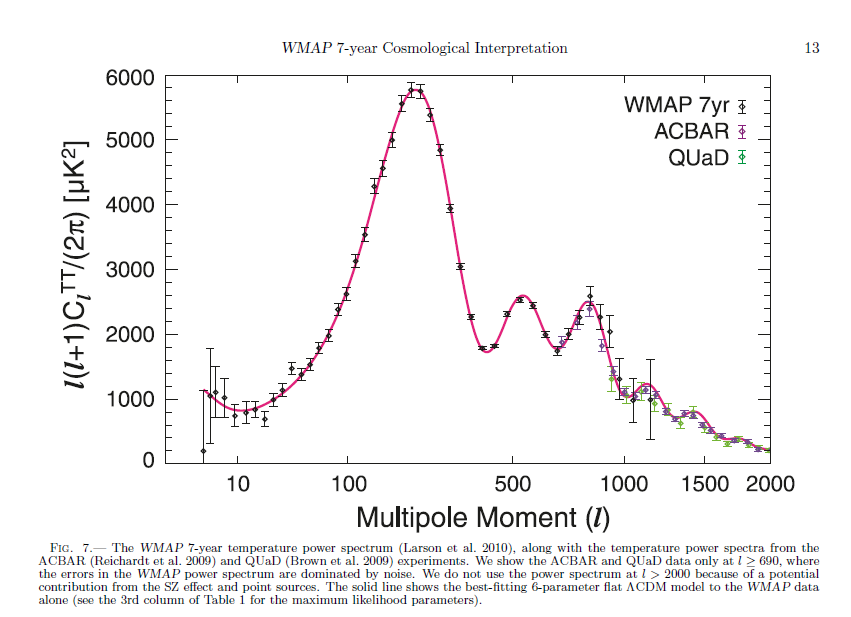 WMAP 7-year Cosmological Interpretation 13
6000
5000
4000
3000
2000
1000
0
l(l+1)C_l^TT/(2π) [μK²]
WMAP 7yr
ACBAR
QUaD
10 100 500 1000 1500 2000
Multipole Moment (l)
Fig. 7.— The WMAP 7-year temperature power spectrum (Larson et al. 2010), along with the temperature power spectra from the
ACBAR (Reichardt et al. 2009) and QUaD (Brown et al. 2009) experiments. We show the ACBAR and QUaD data only at l ≥ 690, where
the errors in the WMAP power spectrum are dominated by noise. We do not use the power spectrum at l > 2000 because of a potential
contribution from the SZ effect and point sources. The solid line shows the best-fitting 6-parameter flat ΛCDM model to the WMAP data
alone (see the 3rd column of Table 1 for the maximum likelihood parameters).